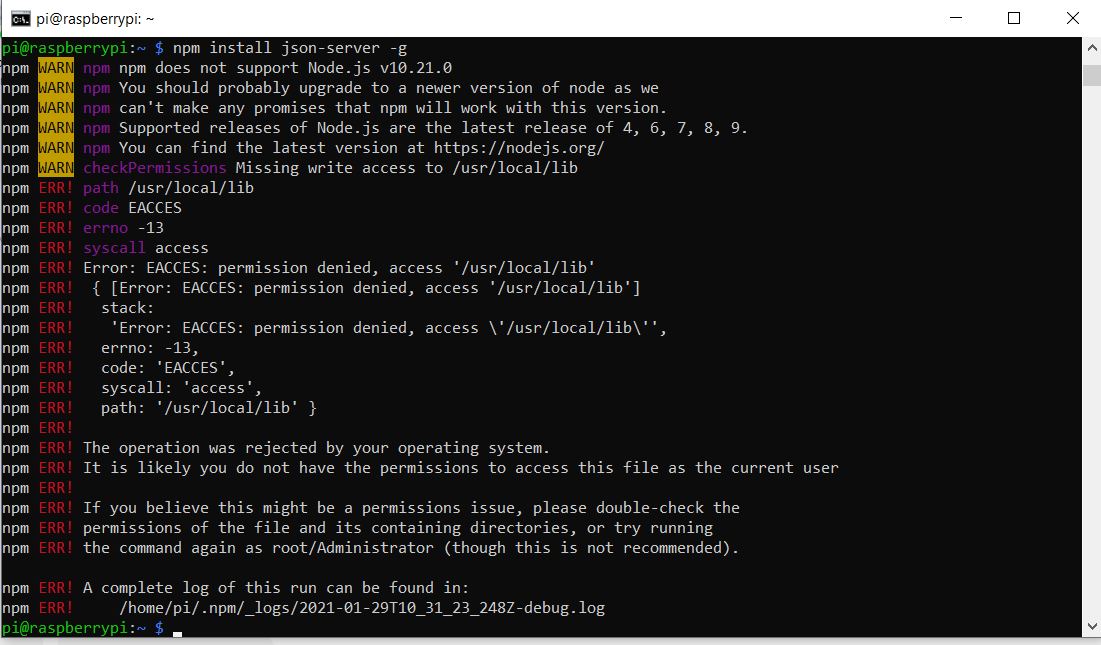 pi@raspberrypi: ~
pi@raspberrypi:~ $ npm install json-server -g
npm WARN npm npm does not support Node.js v10.21.0
npm WARN npm You should probably upgrade to a newer version of node as we
npm WARN npm can't make any promises that npm will work with this version.
npm WARN npm Supported releases of Node.js are the latest release of 4, 6, 7, 8, 9.
npm WARN npm You can find the latest version at https://nodejs.org/
npm WARN checkPermissions Missing write access to /usr/local/lib
npm ERR! path /usr/local/lib
npm ERR! code EACCES
npm ERR! errno -13
npm ERR! syscall access
npm ERR! Error: EACCES: permission denied, access '/usr/local/lib'
npm ERR!  { [Error: EACCES: permission denied, access '/usr/local/lib']
npm ERR!   stack:
npm ERR!    'Error: EACCES: permission denied, access \'/usr/local/lib\'',
npm ERR!   errno: -13,
npm ERR!   code: 'EACCES',
npm ERR!   syscall: 'access',
npm ERR!   path: '/usr/local/lib' }
npm ERR!
npm ERR! The operation was rejected by your operating system.
npm ERR! It is likely you do not have the permissions to access this file as the current user
npm ERR!
npm ERR! If you believe this might be a permissions issue, please double-check the
npm ERR! permissions of the file and its containing directories, or try running
npm ERR! the command again as root/Administrator (though this is not recommended).

npm ERR! A complete log of this run can be found in:
npm ERR!     /home/pi/.npm/_logs/2021-01-29T10_31_23_248Z-debug.log
pi@raspberrypi:~ $